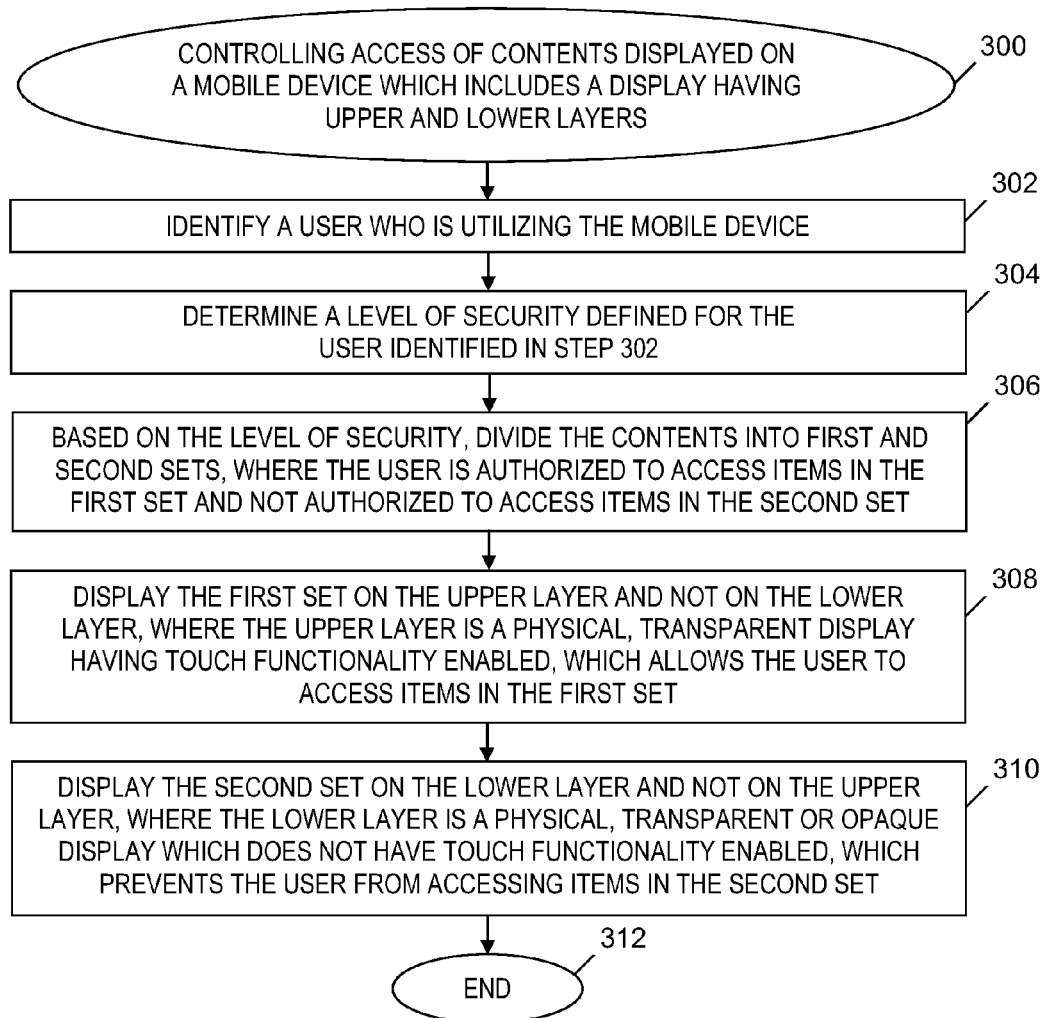 CONTROLLING ACCESS OF CONTENTS DISPLAYED ON
A MOBILE DEVICE WHICH INCLUDES A DISPLAY HAVING
UPPER AND LOWER LAYERS
300
302
IDENTIFY A USER WHO IS UTILIZING THE MOBILE DEVICE
304
DETERMINE A LEVEL OF SECURITY DEFINED FOR THE
USER IDENTIFIED IN STEP 302
306
BASED ON THE LEVEL OF SECURITY, DIVIDE THE CONTENTS INTO FIRST AND
SECOND SETS, WHERE THE USER IS AUTHORIZED TO ACCESS ITEMS IN THE
FIRST SET AND NOT AUTHORIZED TO ACCESS ITEMS IN THE SECOND SET
308
DISPLAY THE FIRST SET ON THE UPPER LAYER AND NOT ON THE LOWER
LAYER, WHERE THE UPPER LAYER IS A PHYSICAL, TRANSPARENT DISPLAY
HAVING TOUCH FUNCTIONALITY ENABLED, WHICH ALLOWS THE USER TO
ACCESS ITEMS IN THE FIRST SET
310
DISPLAY THE SECOND SET ON THE LOWER LAYER AND NOT ON THE UPPER
LAYER, WHERE THE LOWER LAYER IS A PHYSICAL, TRANSPARENT OR OPAQUE
DISPLAY WHICH DOES NOT HAVE TOUCH FUNCTIONALITY ENABLED, WHICH
PREVENTS THE USER FROM ACCESSING ITEMS IN THE SECOND SET
312
END